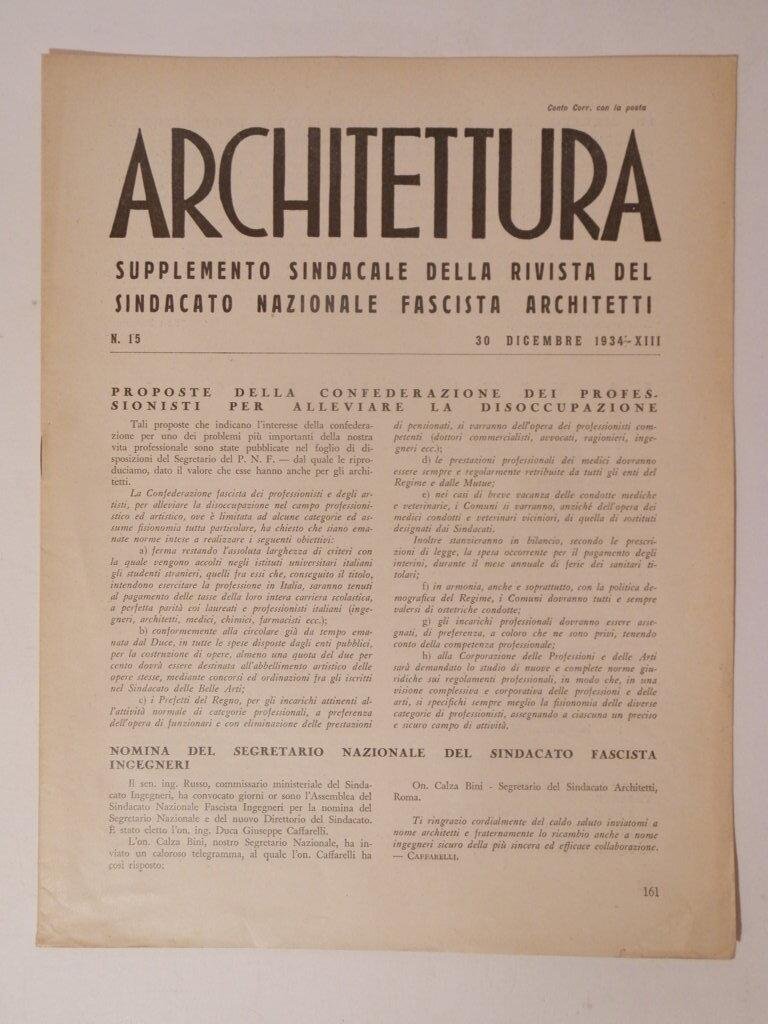 Conto Corr. con la posta
ARCHITETTURA
SUPPLEMENTO SINDACALE DELLA RIVISTA DEL
SINDACATO NAZIONALE FASCISTA ARCHITETTI
N. 15
30 DICEMBRE 1934-XIII
PROPOSTE DELLA CONFEDERAZIONE DEI PROFES-
SIONISTI PER ALLEVIARE LA DISOCCUPAZIONE
Tali proposte che indicano l'interesse della confedera-
zione per uno dei problemi più importanti della nostra
vita professionale sono state pubblicate nel foglio di di-
sposizioni del Segretario del P. N. F. — dal quale le ripro-
duciamo, dato il valore che esse hanno anche per gli archi-
tetti.
La Confederazione fascista dei professionisti e degli ar-
tisti, per alleviare la disoccupazione nel campo professioni-
stico ed artistico, ove è limitata ad alcune categorie ed as-
sume fisionomia tutta particolare, ha chiesto che siano ema-
nate norme intese a realizzare i seguenti obiettivi:
a) ferma restando l'assoluta larghezza di criteri con
la quale vengono accolti negli istituti universitari italiani
gli studenti stranieri, quelli fra essi che, conseguito il titolo,
intendono esercitare la professione in Italia, saranno tenuti
al pagamento delle tasse della loro intera carriera scolastica,
a perfetta parità coi laureati e professionisti italiani (inge-
gneri, architetti, medici, chimici, farmacisti ecc.);
b) conformemente alla circolare già da tempo ema-
nata dal Duce, in tutte le spese disposte dagli enti pubblici,
per la costruzione di opere, almeno una quota del due per
cento dovrà essere destinata all'abbellimento artistico delle
opere stesse, mediante concorsi ed ordinazioni fra gli iscritti
nel Sindacato delle Belle Arti;
c) i Prefetti del Regno, per gli incarichi attinenti al-
l'attività normale di categorie professionali, a preferenza
dell'opera di funzionari e con eliminazione delle prestazioni
di pensionati, si varranno dell'opera dei professionisti com-
petenti (dottori commercialisti, avvocati, ragionieri, inge-
gneri ecc.);
d) le prestazioni professionali dei medici dovranno
essere sempre e regolarmente retribuite da tutti gli enti del
Regime e dalle Mutue;
e) nei casi di breve vacanza delle condotte mediche
e veterinarie, i Comuni si varranno, anziché dell'opera dei
medici condotti e veterinari viciniori, di quella di sostituti
designati dai Sindacati.
Inoltre stanzieranno in bilancio, secondo le prescri-
zioni di legge, la spesa occorrente per il pagamento degli
interini, durante il mese annuale di ferie dei sanitari ti-
tolari;
f) in armonia, anche e soprattutto, con la politica de-
mografica del Regime, i Comuni dovranno tutti e sempre
valersi di ostetriche condotte;
g) gli incarichi professionali dovranno essere asse-
gnati, di preferenza, a coloro che ne sono privi, tenendo
conto della competenza professionale;
h) alla Corporazione delle Professioni e delle Arti
sarà demandato lo studio di nuove e complete norme giu-
ridiche sui regolamenti professionali, in modo che, in una
visione complessiva e corporativa delle professioni e delle
arti, si specifichi sempre meglio la fisionomia delle diverse
categorie di professionisti, assegnando a ciascuna un preciso
e sicuro campo di attività.
NOMINA DEL SEGRETARIO NAZIONALE DEL SINDACATO FASCISTA
INGEGNERI
Il sen. ing. Russo, commissario ministeriale del Sinda-
cato Ingegneri, ha convocato giorni or sono l'Assemblea del
Sindacato Nazionale Fascista Ingegneri per la nomina del
Segretario Nazionale e del nuovo Direttorio del Sindacato.
È stato eletto l'on. ing. Duca Giuseppe Caffarelli.
L'on. Calza Bini, nostro Segretario Nazionale, ha in-
viato un caloroso telegramma, al quale l'on. Caffarelli ha
così risposto:
On. Calza Bini - Segretario del Sindacato Architetti,
Roma.
Ti ringrazio cordialmente del caldo saluto inviatomi a
nome architetti e fraternamente lo ricambio anche a nome
ingegneri sicuro della più sincera ed efficace collaborazione.
— CAFFARELLI.
161